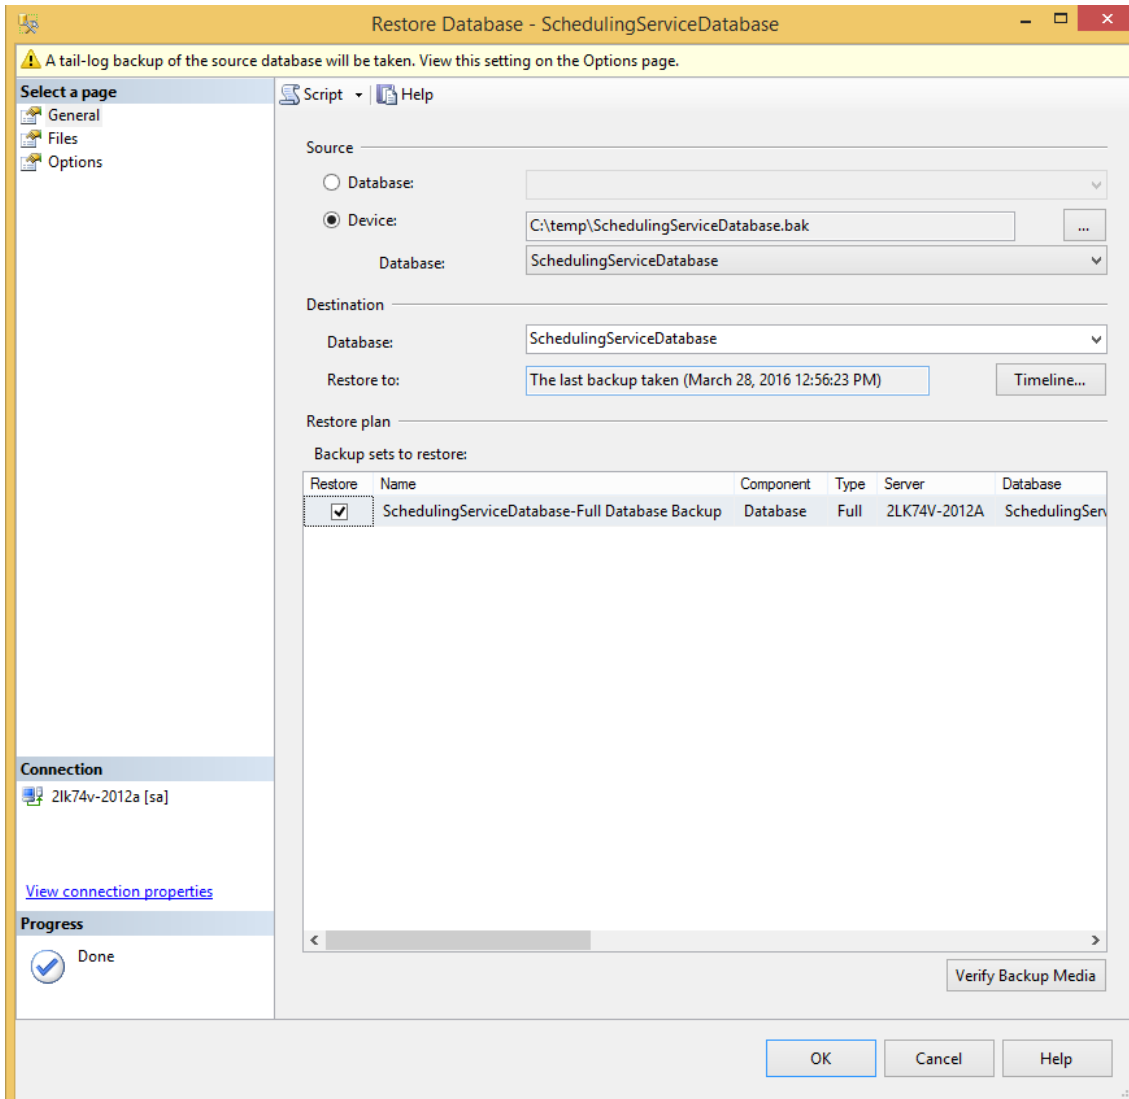 Restore Database - SchedulingServiceDatabase
A tail-log backup of the source database will be taken. View this setting on the Options page.
Select a page
General
Files
Options
Script Help
Source
Database:
Device: C:\temp\SchedulingServiceDatabase.bak ...
Database: SchedulingServiceDatabase
Destination
Database: SchedulingServiceDatabase
Restore to: The last backup taken (March 28, 2016 12:56:23 PM) Timeline...
Restore plan
Backup sets to restore:
Restore Name Component Type Server Database
SchedulingServiceDatabase-Full Database Backup Database Full 2LK74V-2012A SchedulingSer
Connection
2lk74v-2012a [sa]
View connection properties
Progress
Done
Verify Backup Media
OK Cancel Help